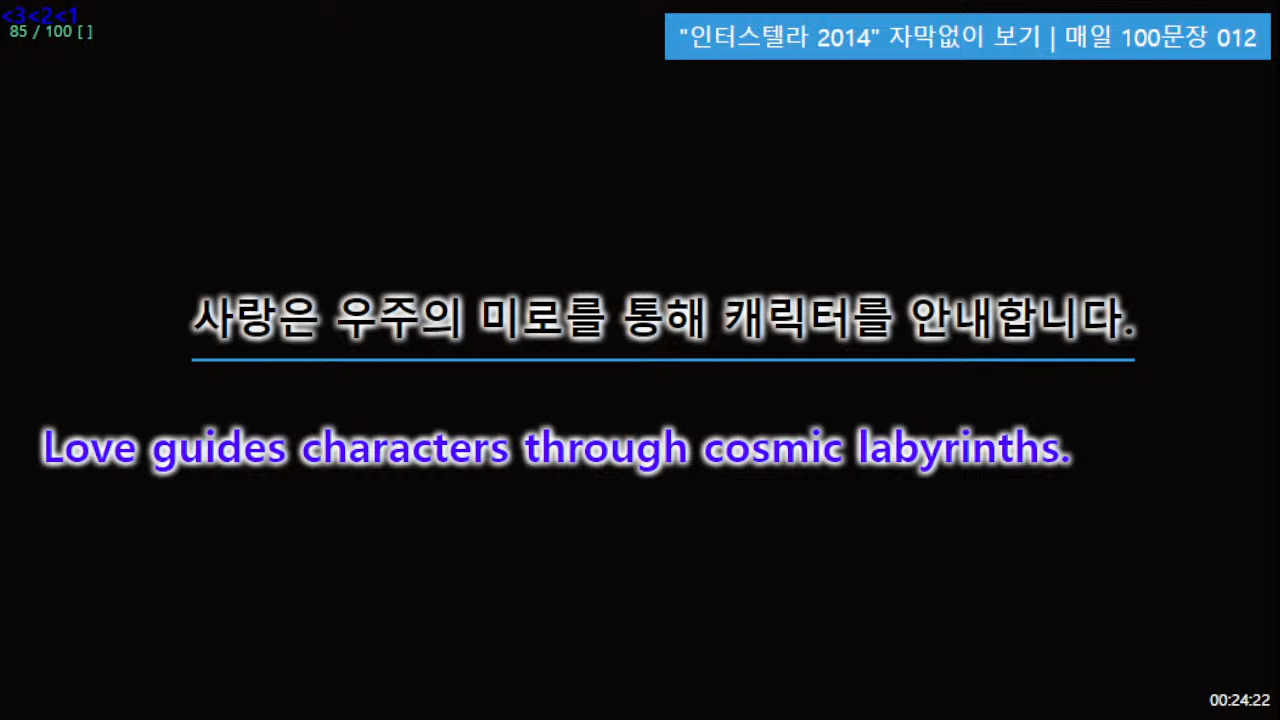 <3<2<1
85 / 100 [ ]
"인터스텔라 2014" 자막없이 보기 | 매일 100문장 012
사랑은 우주의 미로를 통해 캐릭터를 안내합니다.
Love guides characters through cosmic labyrinths.
00:24:22